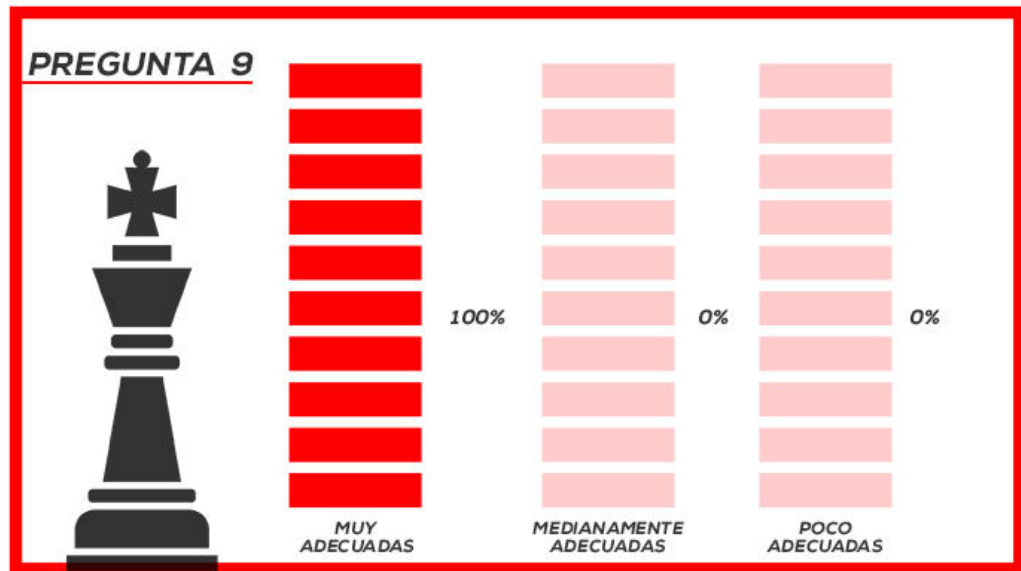 PREGUNTA 9
100%
0%
0%
MUY
ADECUADAS
MEDIANAMENTE
ADECUADAS
POCO
ADECUADAS